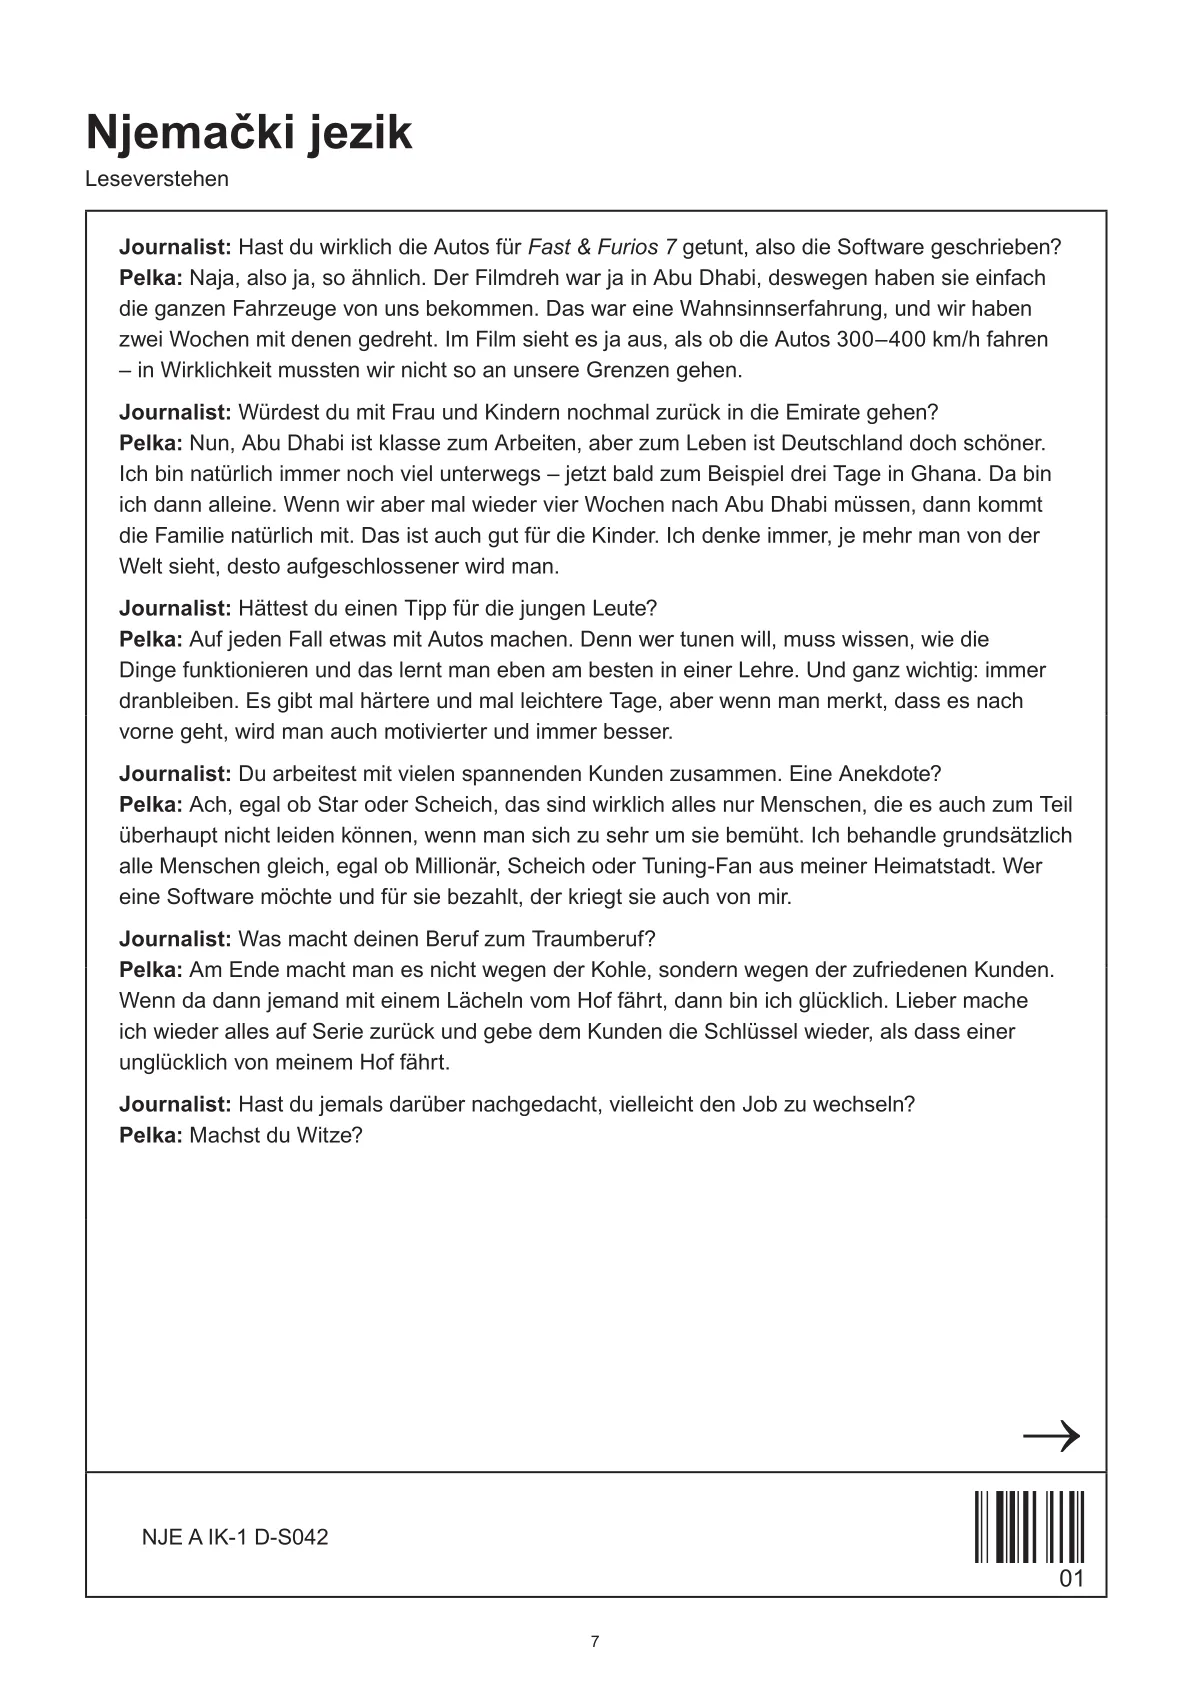 Njemački jezik
Leseverstehen
Journalist: Hast du wirklich die Autos für Fast & Furios 7 getunt, also die Software geschrieben?
Pelka: Naja, also ja, so ähnlich. Der Filmdreh war ja in Abu Dhabi, deswegen haben sie einfach
die ganzen Fahrzeuge von uns bekommen. Das war eine Wahnsinnserfahrung, und wir haben
zwei Wochen mit denen gedreht. Im Film sieht es ja aus, als ob die Autos 300–400 km/h fahren
– in Wirklichkeit mussten wir nicht so an unsere Grenzen gehen.
Journalist: Würdest du mit Frau und Kindern nochmal zurück in die Emirate gehen?
Pelka: Nun, Abu Dhabi ist klasse zum Arbeiten, aber zum Leben ist Deutschland doch schöner.
Ich bin natürlich immer noch viel unterwegs – jetzt bald zum Beispiel drei Tage in Ghana. Da bin
ich dann alleine. Wenn wir aber mal wieder vier Wochen nach Abu Dhabi müssen, dann kommt
die Familie natürlich mit. Das ist auch gut für die Kinder. Ich denke immer, je mehr man von der
Welt sieht, desto aufgeschlossener wird man.
Journalist: Hättest du einen Tipp für die jungen Leute?
Pelka: Auf jeden Fall etwas mit Autos machen. Denn wer tunen will, muss wissen, wie die
Dinge funktionieren und das lernt man eben am besten in einer Lehre. Und ganz wichtig: immer
dranbleiben. Es gibt mal härtere und mal leichtere Tage, aber wenn man merkt, dass es nach
vorne geht, wird man auch motivierter und immer besser.
Journalist: Du arbeitest mit vielen spannenden Kunden zusammen. Eine Anekdote?
Pelka: Ach, egal ob Star oder Scheich, das sind wirklich alles nur Menschen, die es auch zum Teil
überhaupt nicht leiden können, wenn man sich zu sehr um sie bemüht. Ich behandle grundsätzlich
alle Menschen gleich, egal ob Millionär, Scheich oder Tuning-Fan aus meiner Heimatstadt. Wer
eine Software möchte und für sie bezahlt, der kriegt sie auch von mir.
Journalist: Was macht deinen Beruf zum Traumberuf?
Pelka: Am Ende macht man es nicht wegen der Kohle, sondern wegen der zufriedenen Kunden.
Wenn da dann jemand mit einem Lächeln vom Hof fährt, dann bin ich glücklich. Lieber mache
ich wieder alles auf Serie zurück und gebe dem Kunden die Schlüssel wieder, als dass einer
unglücklich von meinem Hof fährt.
Journalist: Hast du jemals darüber nachgedacht, vielleicht den Job zu wechseln?
Pelka: Machst du Witze?
→
NJE A IK-1 D-S042
01
7